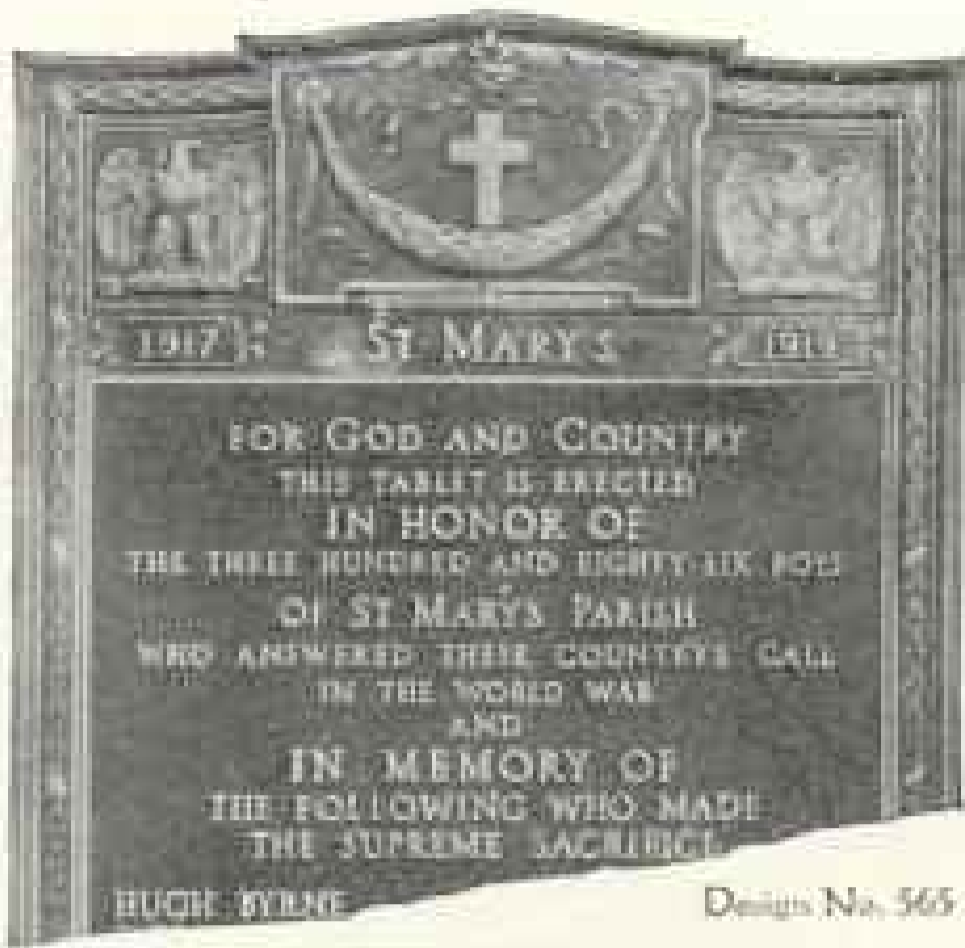 1917 ST MARY'S
FOR GOD AND COUNTRY
THIS TABLET IS ERECTED
IN HONOR OF
THE THREE HUNDRED AND EIGHTY-SIX BOYS
OF ST MARY'S PARISH
WHO ANSWERED THEIR COUNTRY'S CALL
IN THE WORLD WAR
AND
IN MEMORY OF
THE FOLLOWING WHO MADE
THE SUPREME SACRIFICE
HUGH BYRNE
Design No. 565